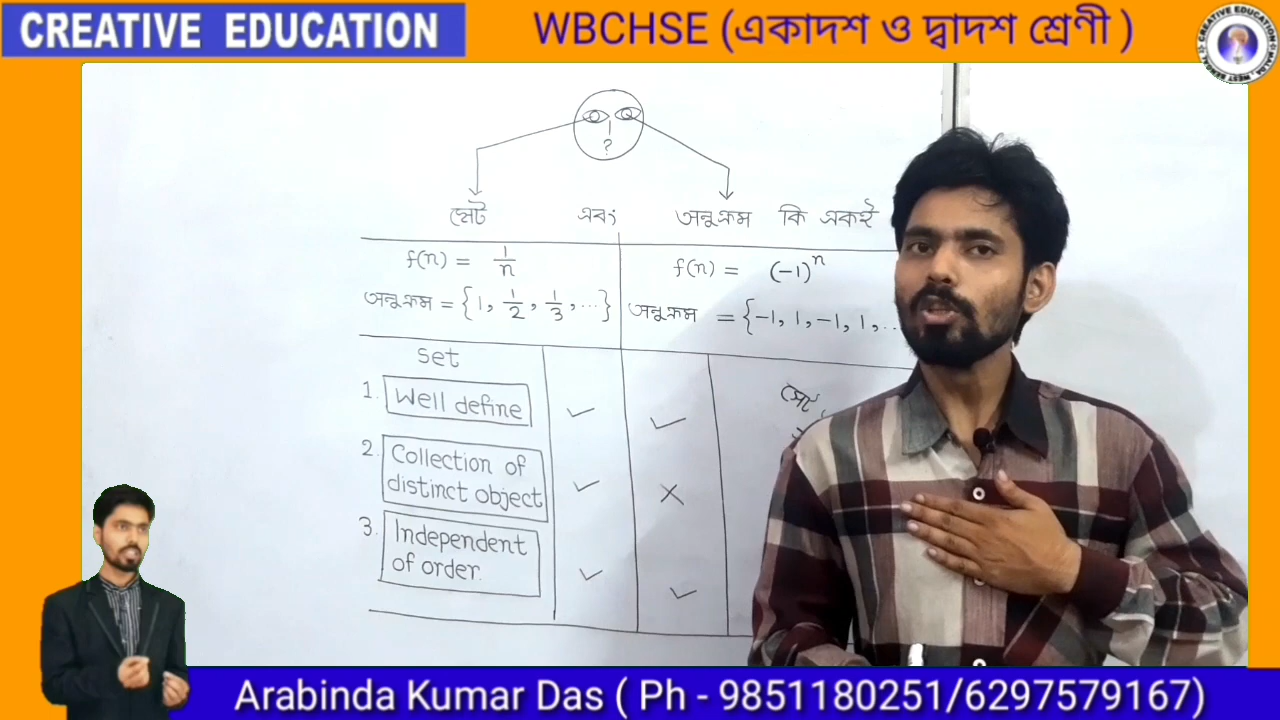 CREATIVE EDUCATION
WBCHSE (একাদশ ও দ্বাদশ শ্রেণী )
CREATIVE EDUCATION
?
সেট এবং অনুক্রম কি একই
f(n) = 1/n
f(n) = (-1)^n
অনুক্রম = {1, 1/2, 1/3, ...}
অনুক্রম = {-1, 1, -1, 1, ..
Set
1. Well define ✓ ✓
2. Collection of
distinct object ✓ ×
3. Independent
of order. ✓ ✓
Arabinda Kumar Das ( Ph - 9851180251/6297579167)